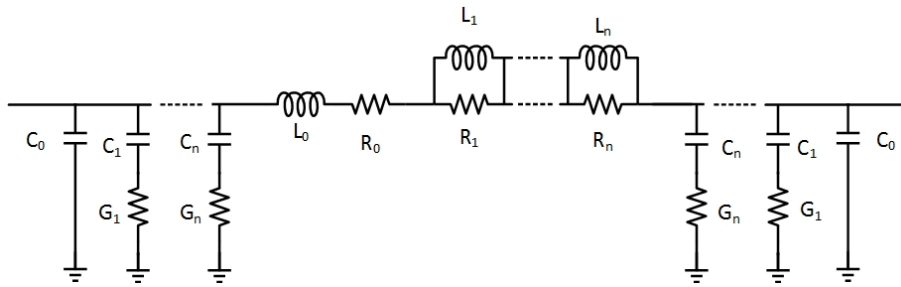 L₁ Lₙ
C₀ C₁ Cₙ L₀ R₀ R₁ Rₙ Cₙ C₁ C₀
G₁ Gₙ Gₙ G₁